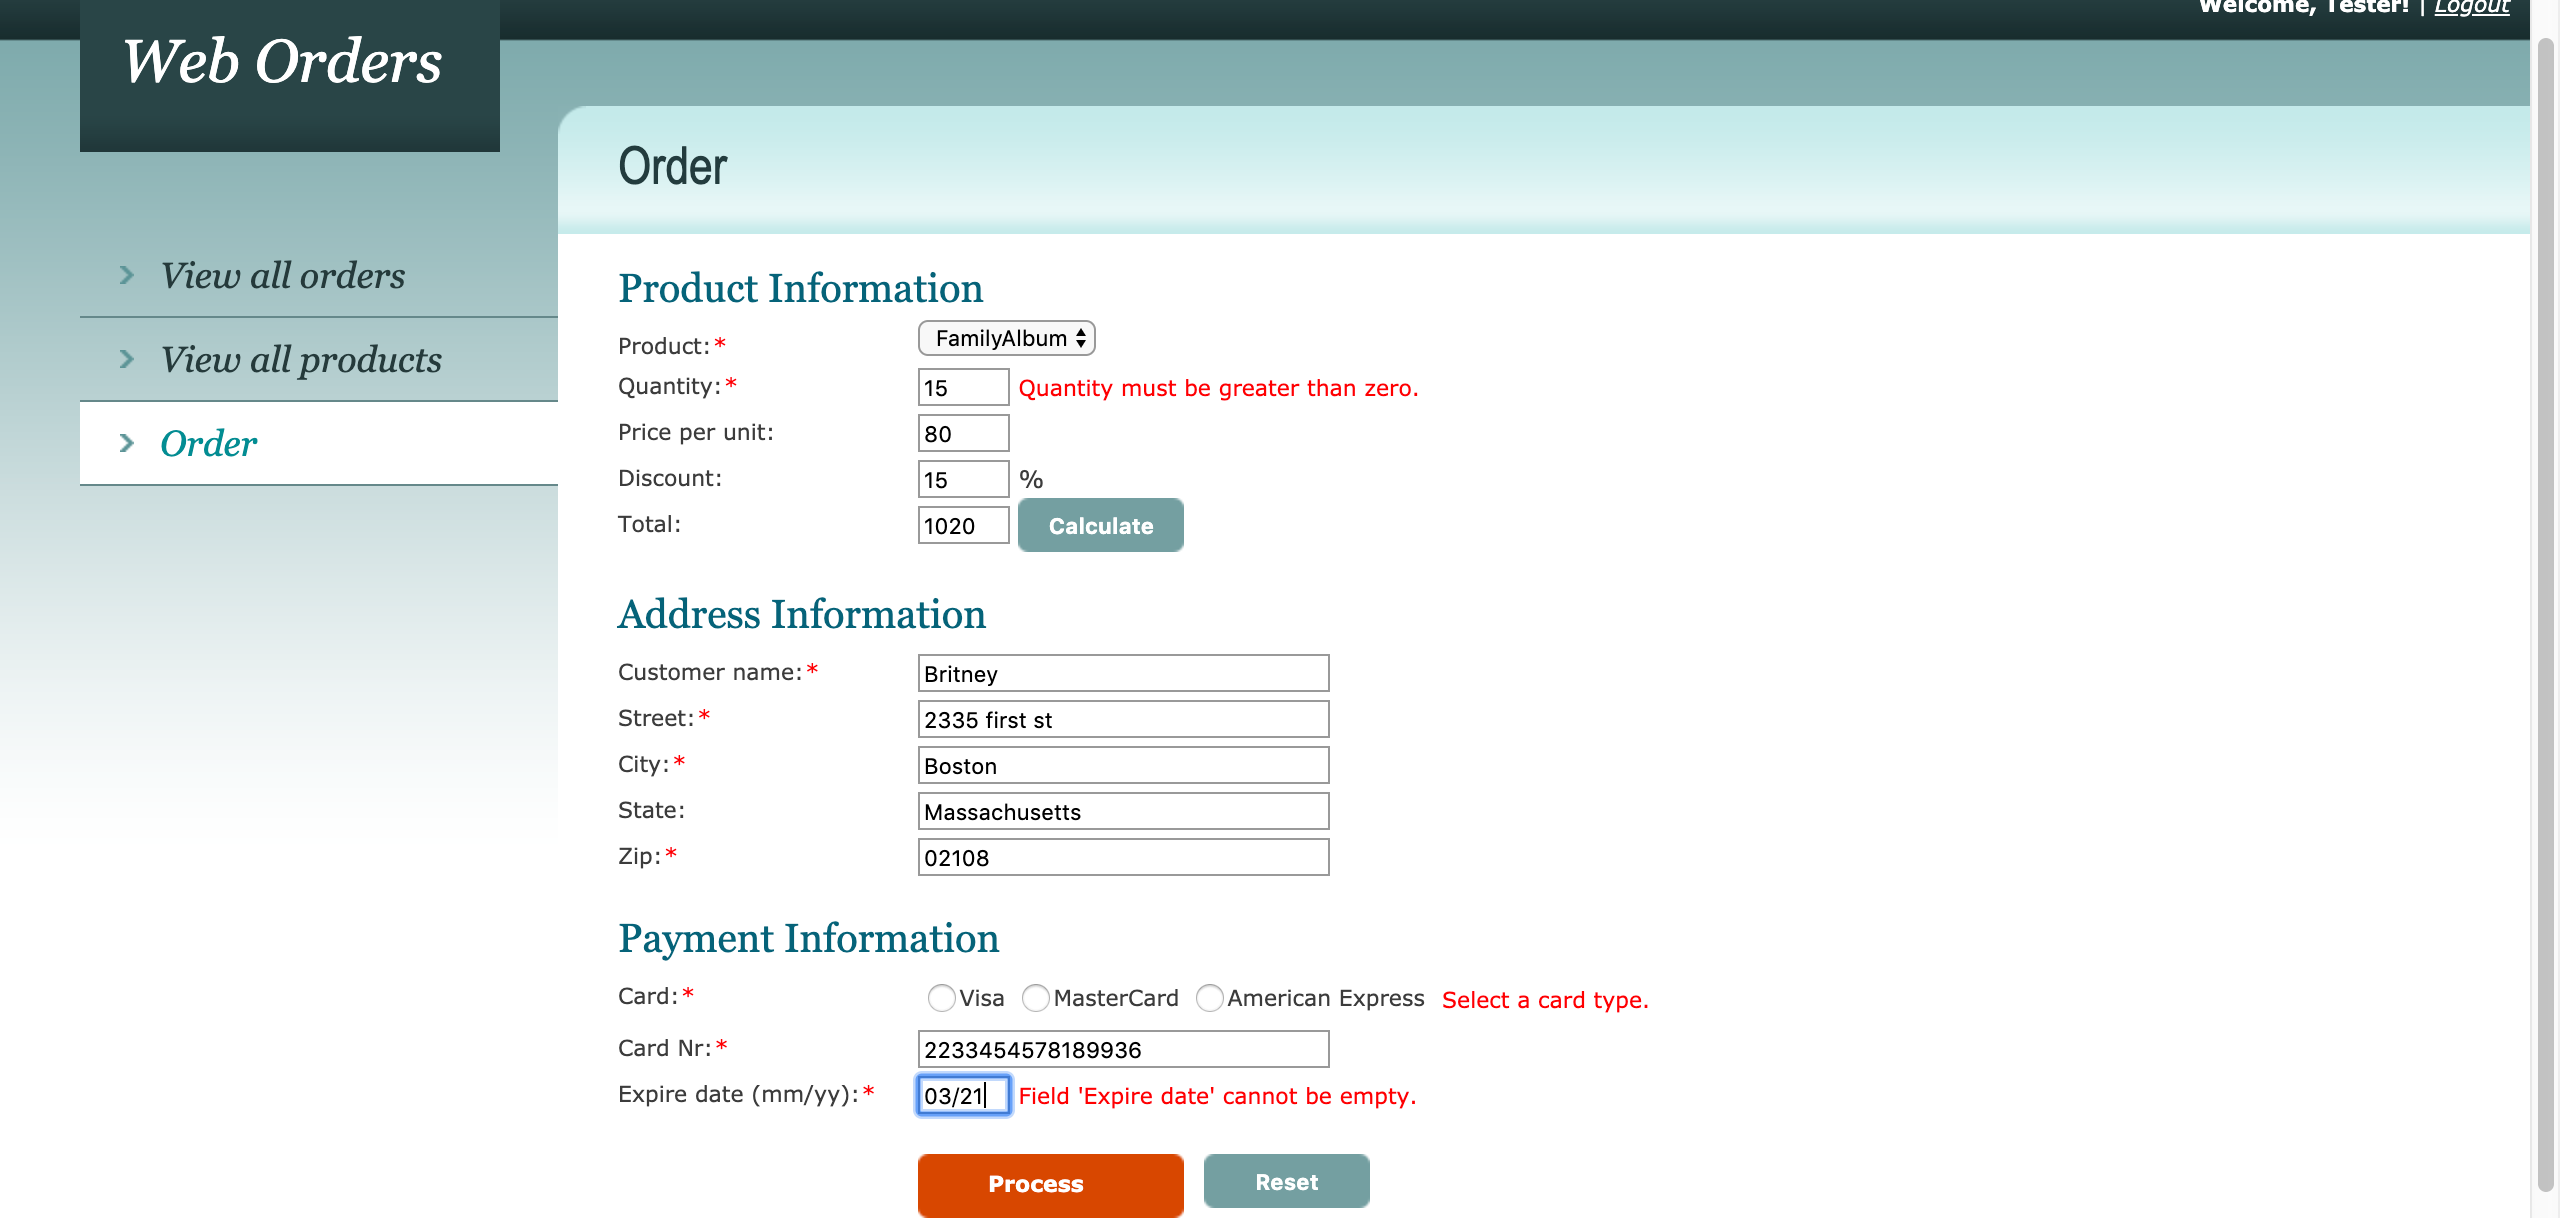 Welcome, Tester! | Logout
Web Orders
View all orders
View all products
Order
Order
Product Information
Product:* FamilyAlbum
Quantity:* 15 Quantity must be greater than zero.
Price per unit: 80
Discount: 15 %
Total: 1020 Calculate
Address Information
Customer name:* Britney
Street:* 2335 first st
City:* Boston
State: Massachusetts
Zip:* 02108
Payment Information
Card:* Visa MasterCard American Express Select a card type.
Card Nr:* 2233454578189936
Expire date (mm/yy):* 03/21 Field 'Expire date' cannot be empty.
Process Reset